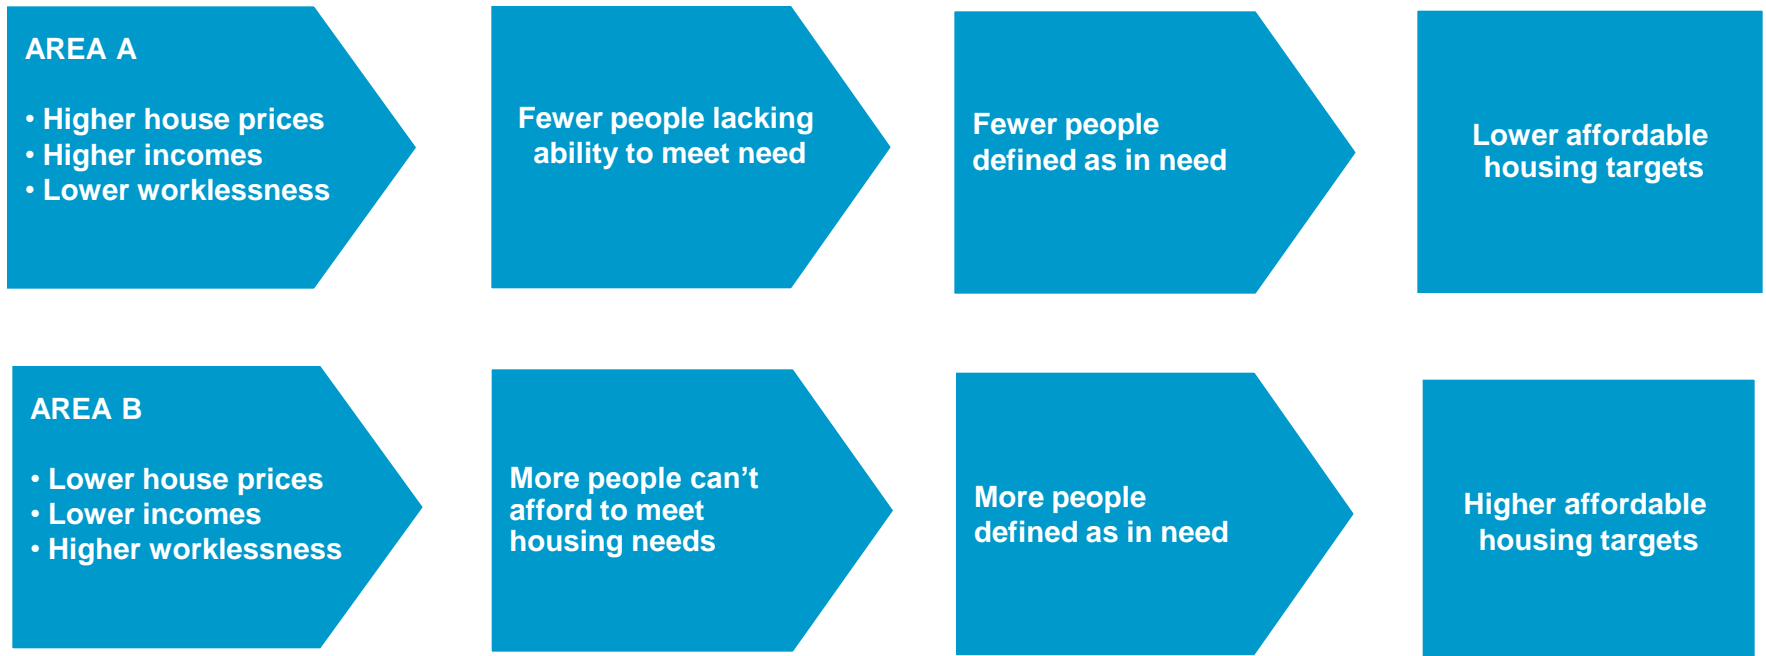 AREA A
• Higher house prices
• Higher incomes
• Lower worklessness
Fewer people lacking
ability to meet need
Fewer people
defined as in need
Lower affordable
housing targets
AREA B
• Lower house prices
• Lower incomes
• Higher worklessness
More people can’t
afford to meet
housing needs
More people
defined as in need
Higher affordable
housing targets